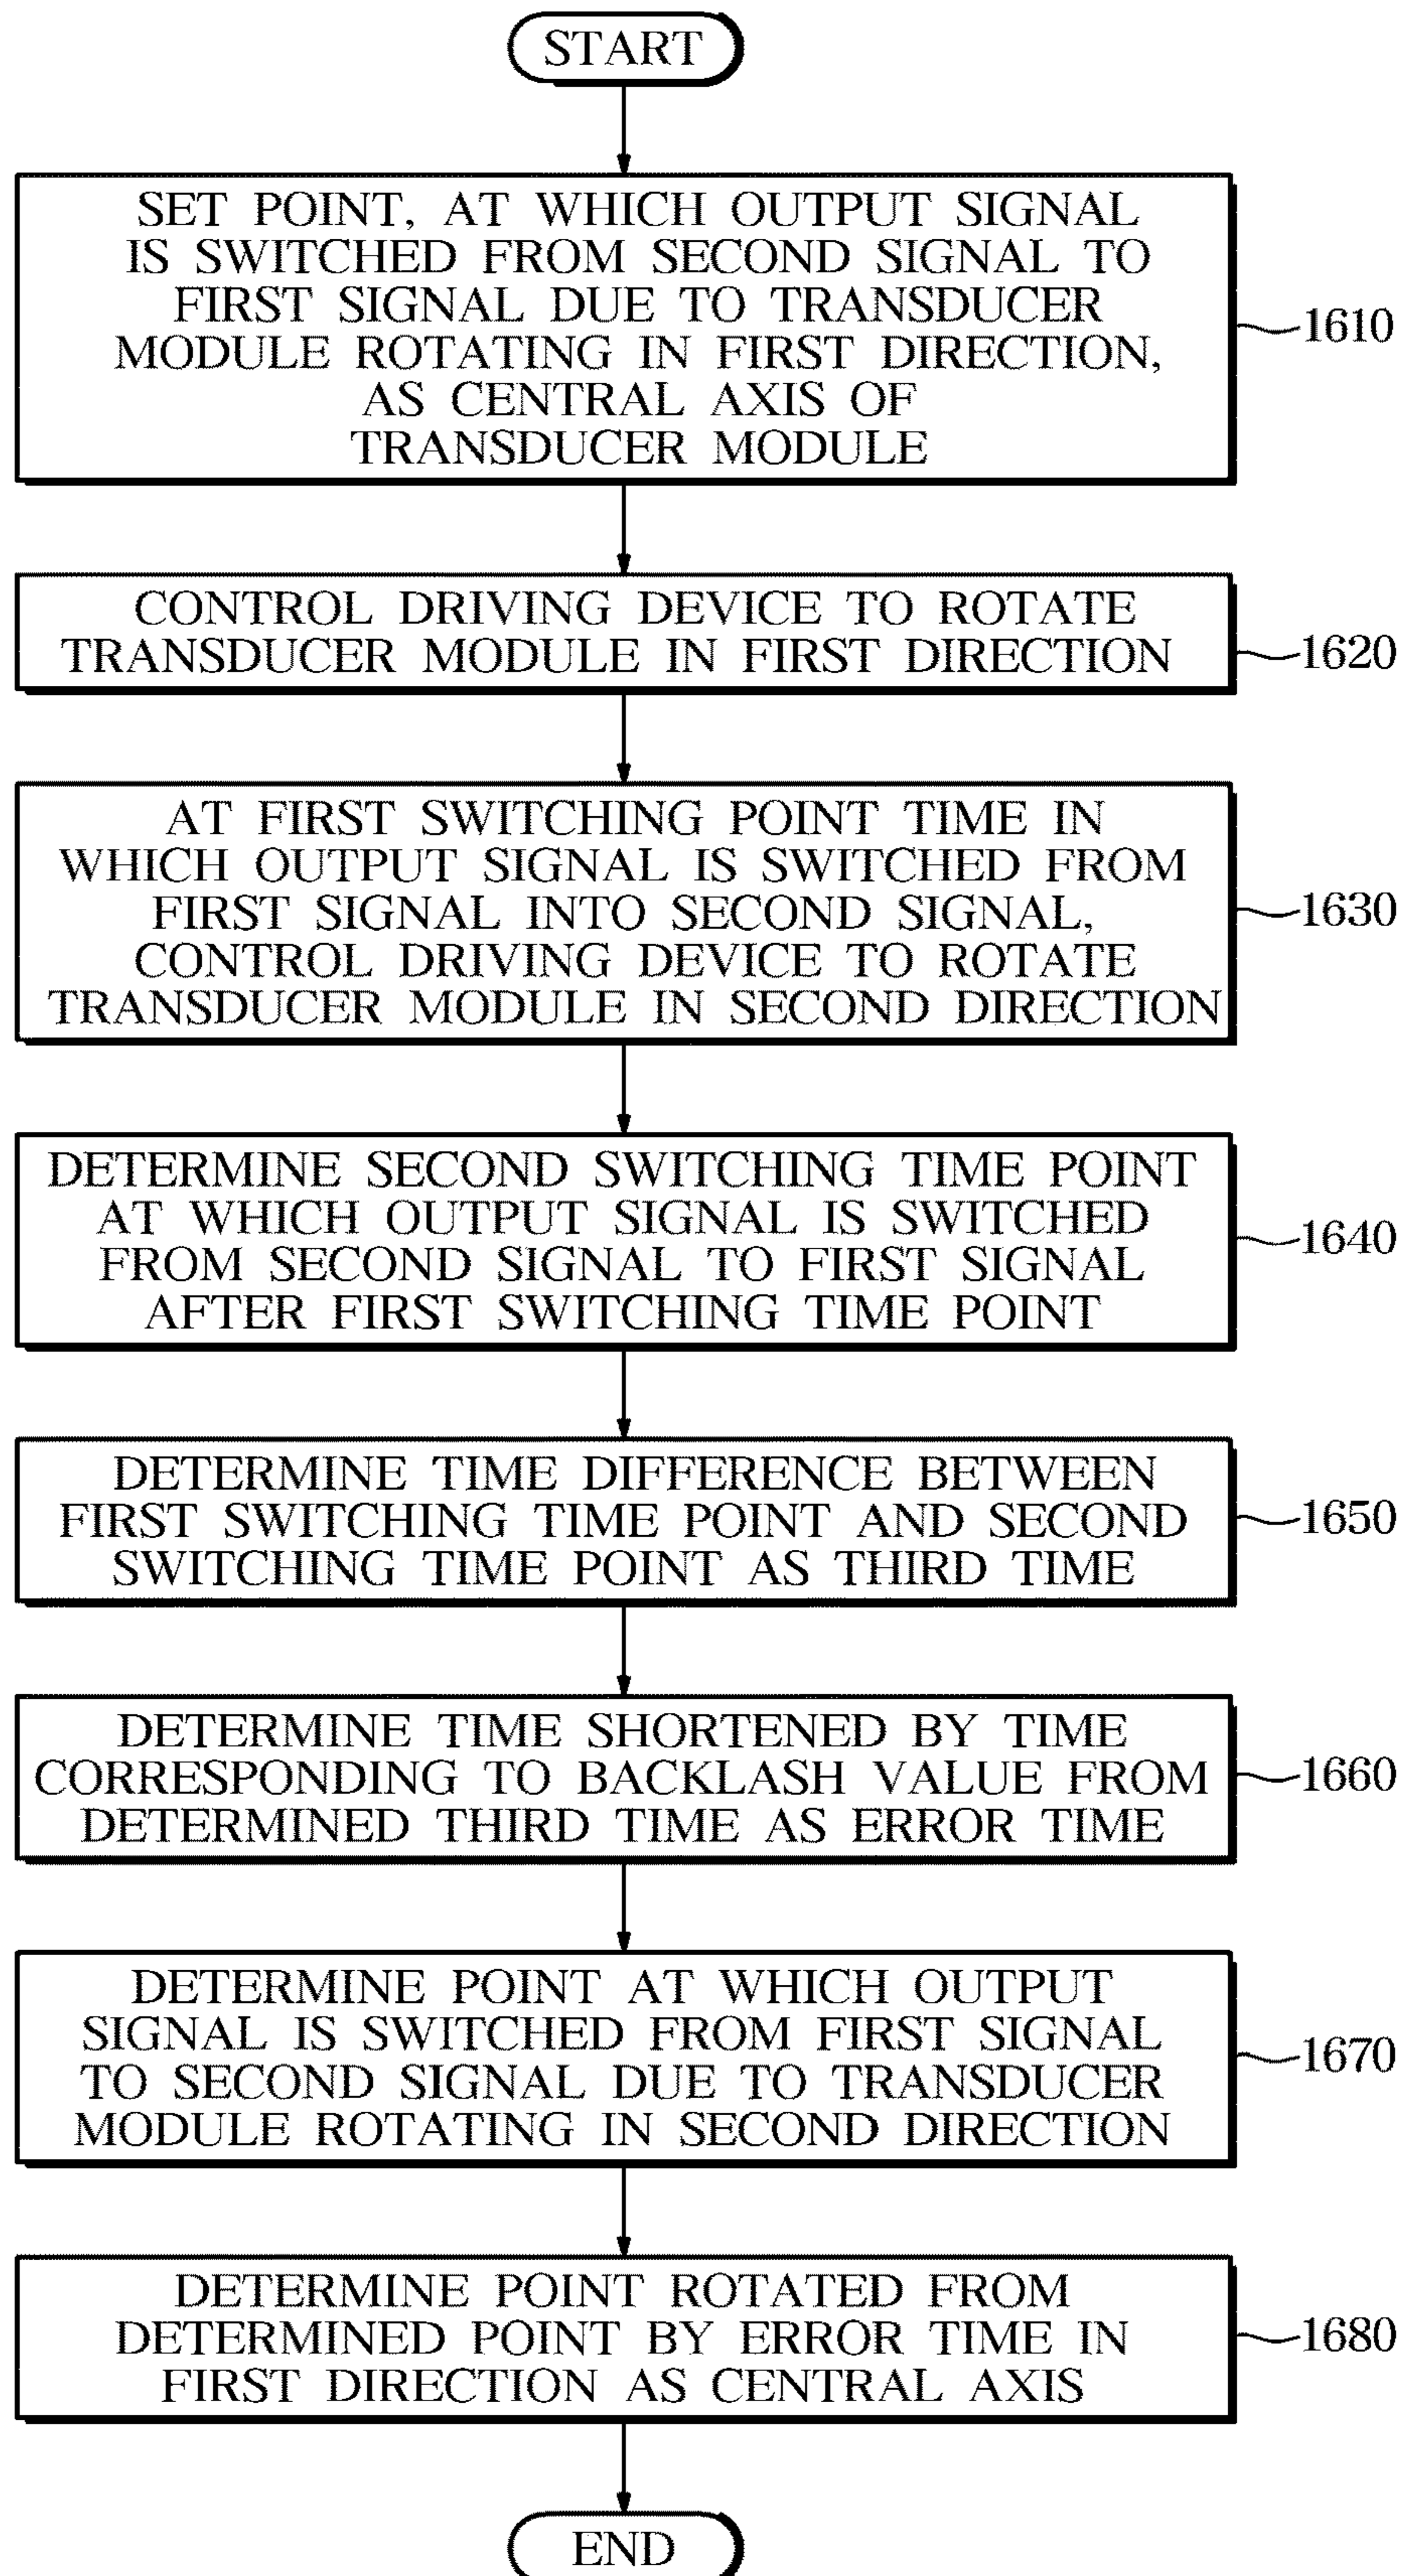 START
SET POINT, AT WHICH OUTPUT SIGNAL
IS SWITCHED FROM SECOND SIGNAL TO
FIRST SIGNAL DUE TO TRANSDUCER
MODULE ROTATING IN FIRST DIRECTION,
AS CENTRAL AXIS OF
TRANSDUCER MODULE
1610
CONTROL DRIVING DEVICE TO ROTATE
TRANSDUCER MODULE IN FIRST DIRECTION
1620
AT FIRST SWITCHING POINT TIME IN
WHICH OUTPUT SIGNAL IS SWITCHED FROM
FIRST SIGNAL INTO SECOND SIGNAL,
CONTROL DRIVING DEVICE TO ROTATE
TRANSDUCER MODULE IN SECOND DIRECTION
1630
DETERMINE SECOND SWITCHING TIME POINT
AT WHICH OUTPUT SIGNAL IS SWITCHED
FROM SECOND SIGNAL TO FIRST SIGNAL
AFTER FIRST SWITCHING TIME POINT
1640
DETERMINE TIME DIFFERENCE BETWEEN
FIRST SWITCHING TIME POINT AND SECOND
SWITCHING TIME POINT AS THIRD TIME
1650
DETERMINE TIME SHORTENED BY TIME
CORRESPONDING TO BACKLASH VALUE FROM
DETERMINED THIRD TIME AS ERROR TIME
1660
DETERMINE POINT AT WHICH OUTPUT
SIGNAL IS SWITCHED FROM FIRST SIGNAL
TO SECOND SIGNAL DUE TO TRANSDUCER
MODULE ROTATING IN SECOND DIRECTION
1670
DETERMINE POINT ROTATED FROM
DETERMINED POINT BY ERROR TIME IN
FIRST DIRECTION AS CENTRAL AXIS
1680
END